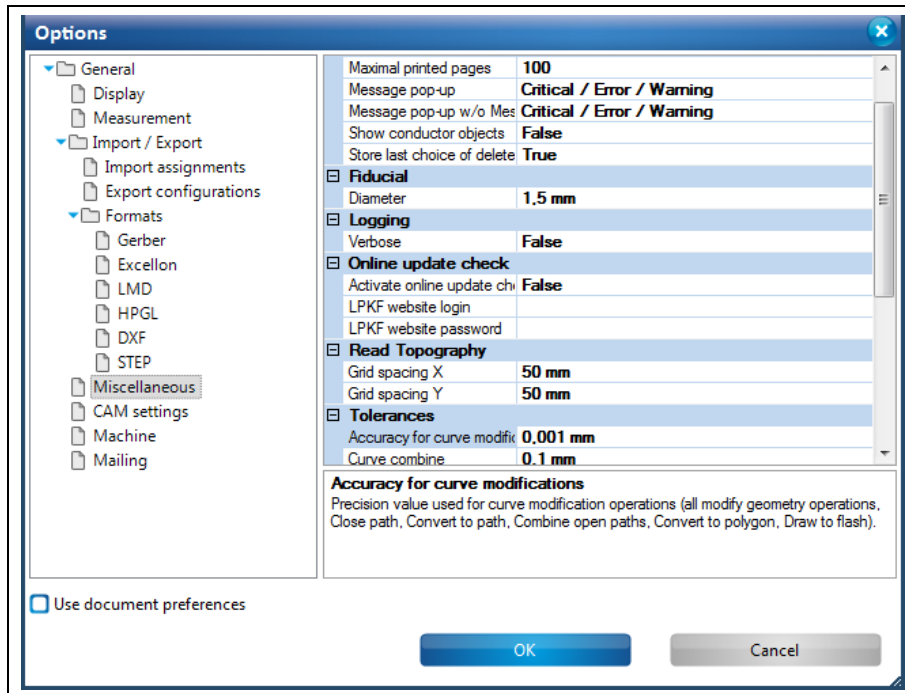 Options
General
Display
Measurement
Import / Export
Import assignments
Export configurations
Formats
Gerber
Excellon
LMD
HPGL
DXF
STEP
Miscellaneous
CAM settings
Machine
Mailing
Maximal printed pages 100
Message pop-up Critical / Error / Warning
Message pop-up w/o Mes Critical / Error / Warning
Show conductor objects False
Store last choice of delete True
Fiducial
Diameter 1,5 mm
Logging
Verbose False
Online update check
Activate online update ch False
LPKF website login
LPKF website password
Read Topography
Grid spacing X 50 mm
Grid spacing Y 50 mm
Tolerances
Accuracy for curve modific 0,001 mm
Curve combine 0,1 mm
Accuracy for curve modifications
Precision value used for curve modification operations (all modify geometry operations,
Close path, Convert to path, Combine open paths, Convert to polygon, Draw to flash).
Use document preferences
OK Cancel